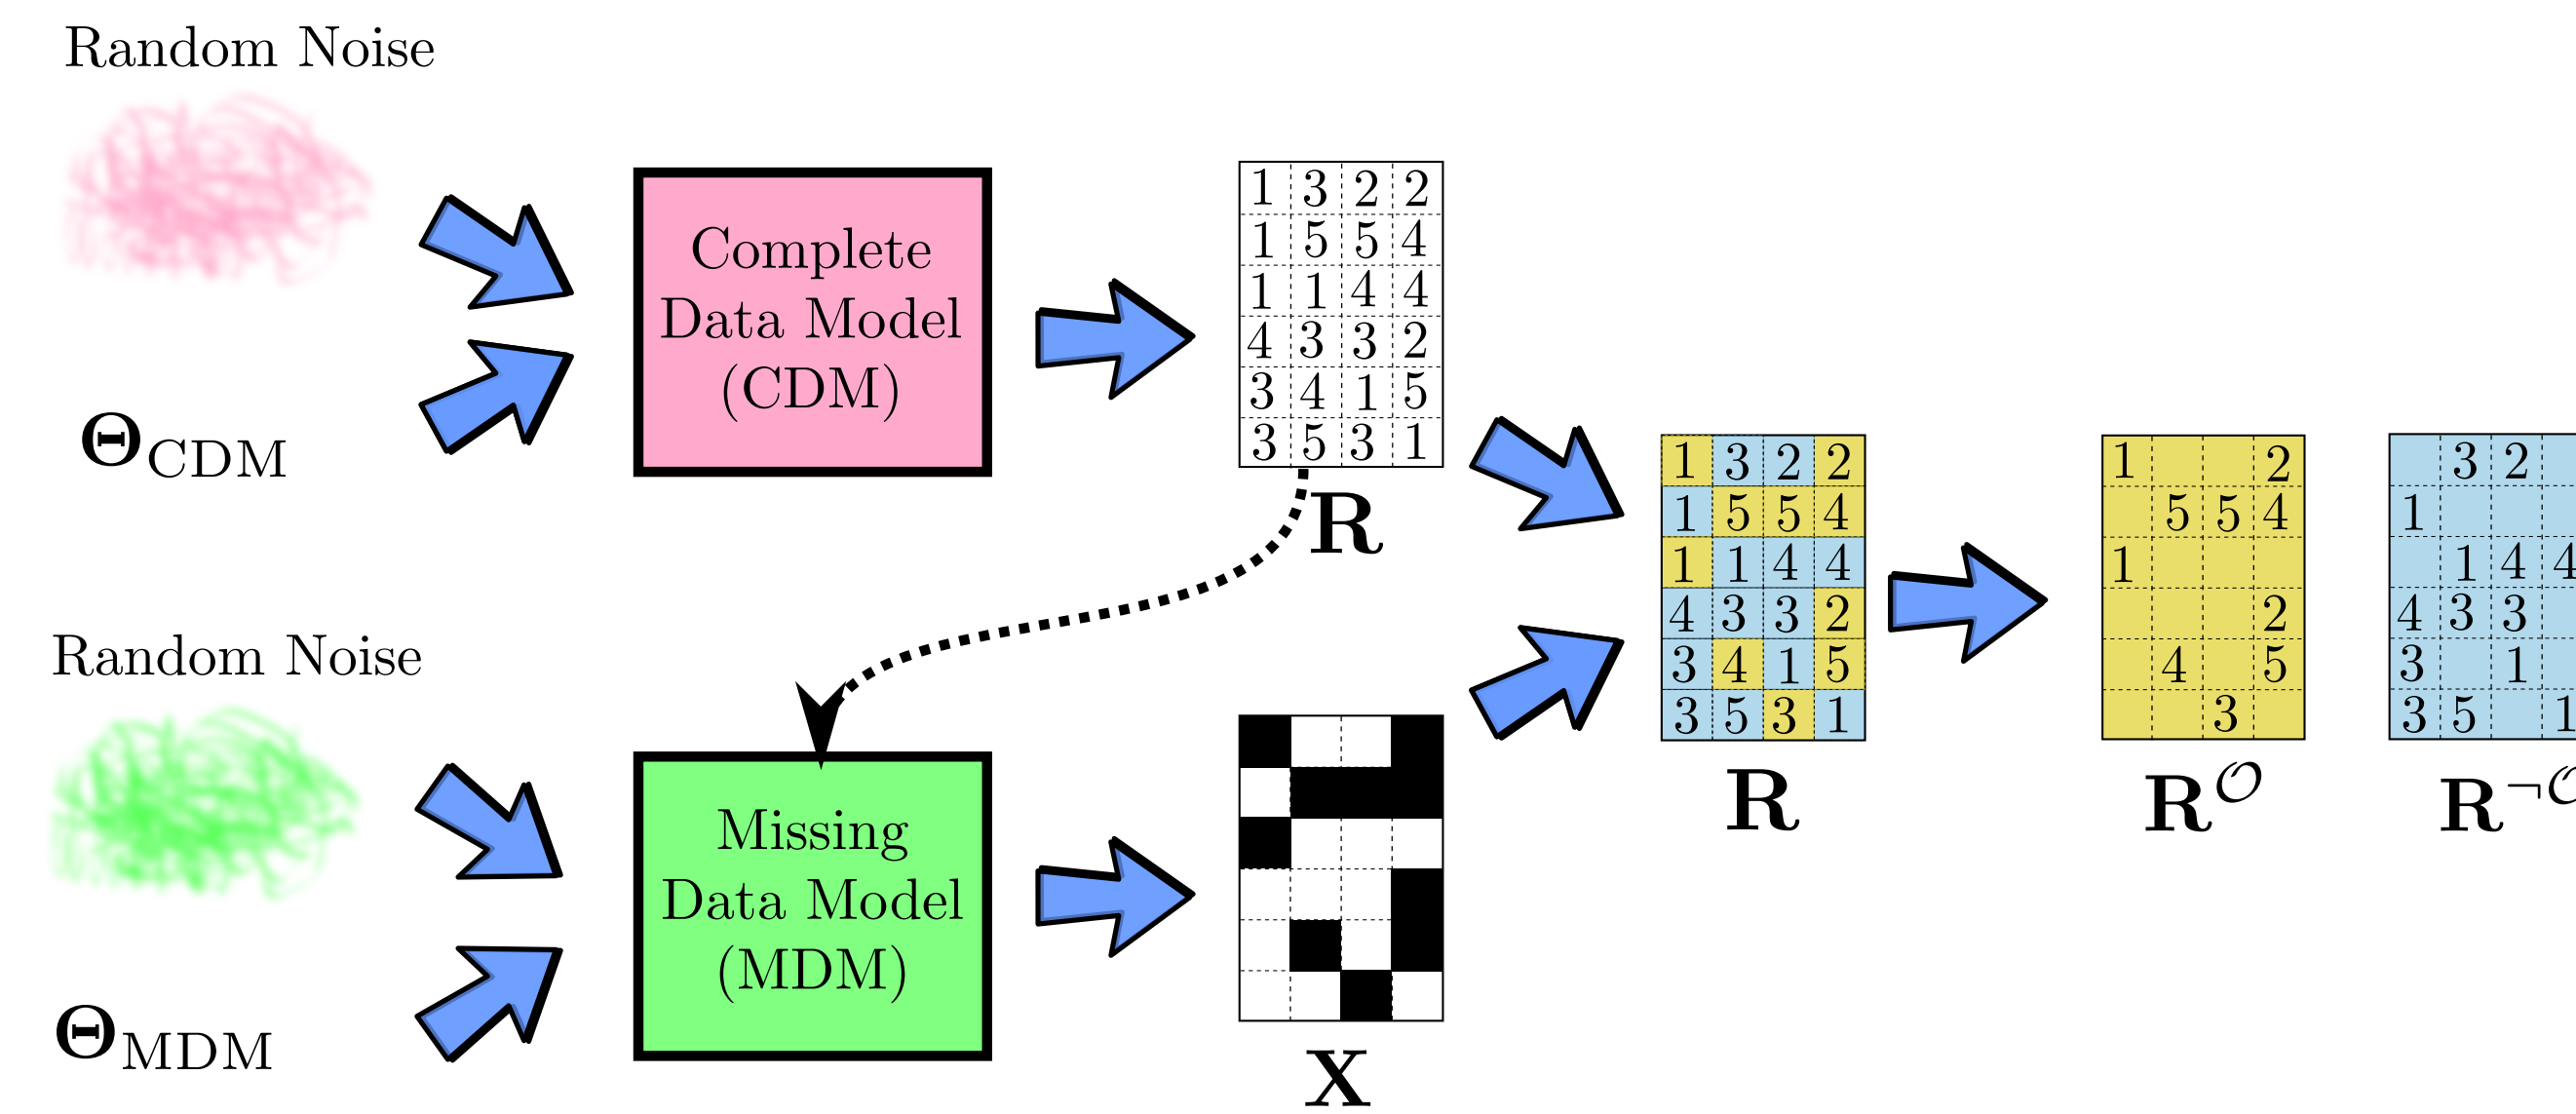 Random Noise
Θ_CDM
Complete
Data Model
(CDM)
1 3 2 2
1 5 5 4
1 1 4 4
4 3 3 2
3 4 1 5
3 5 3 1
R
Random Noise
Θ_MDM
Missing
Data Model
(MDM)
X
1 3 2 2
1 5 5 4
1 1 4 4
4 3 3 2
3 4 1 5
3 5 3 1
R
1 2
5 5 4
1
2
4 5
3
R^𝒪
3 2
1
1 4 4
4 3 3
3 1
3 5 1
R^¬𝒪